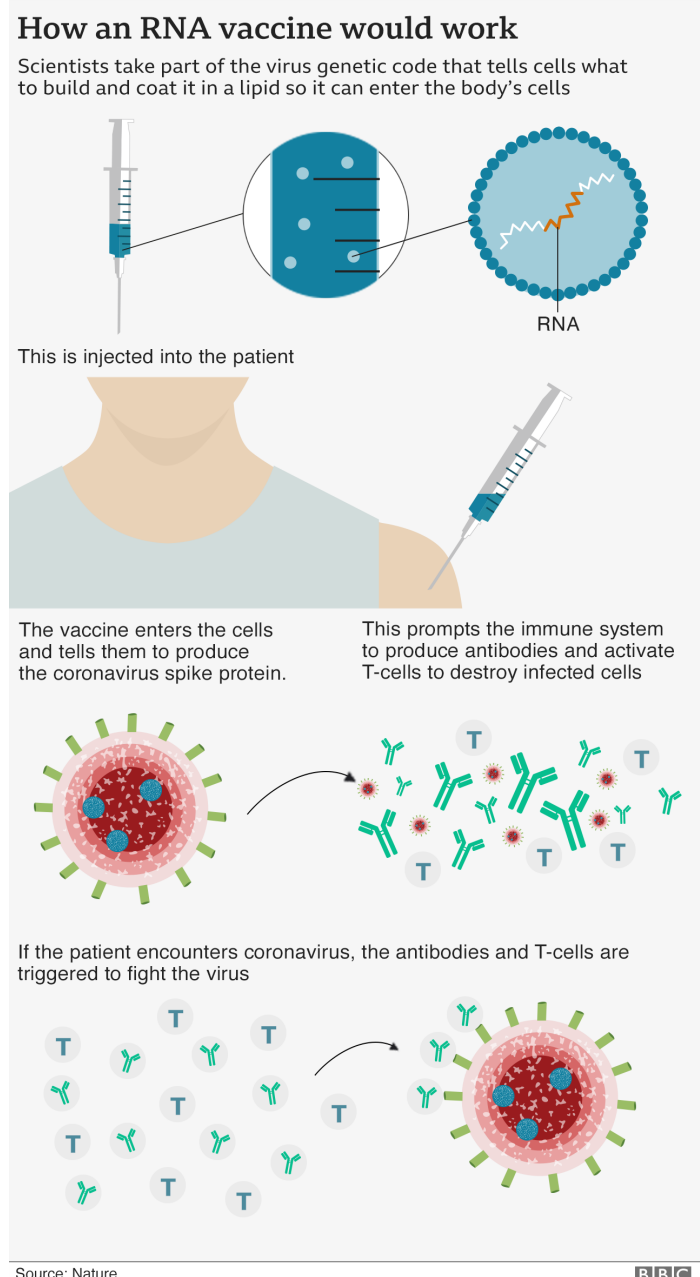 How an RNA vaccine would work
Scientists take part of the virus genetic code that tells cells what
to build and coat it in a lipid so it can enter the body's cells
RNA
This is injected into the patient
The vaccine enters the cells
and tells them to produce
the coronavirus spike protein.
This prompts the immune system
to produce antibodies and activate
T-cells to destroy infected cells
T
T
T
T
T
If the patient encounters coronavirus, the antibodies and T-cells are
triggered to fight the virus
T
T
T
T
T
T
T
T
Source: Nature
BBC